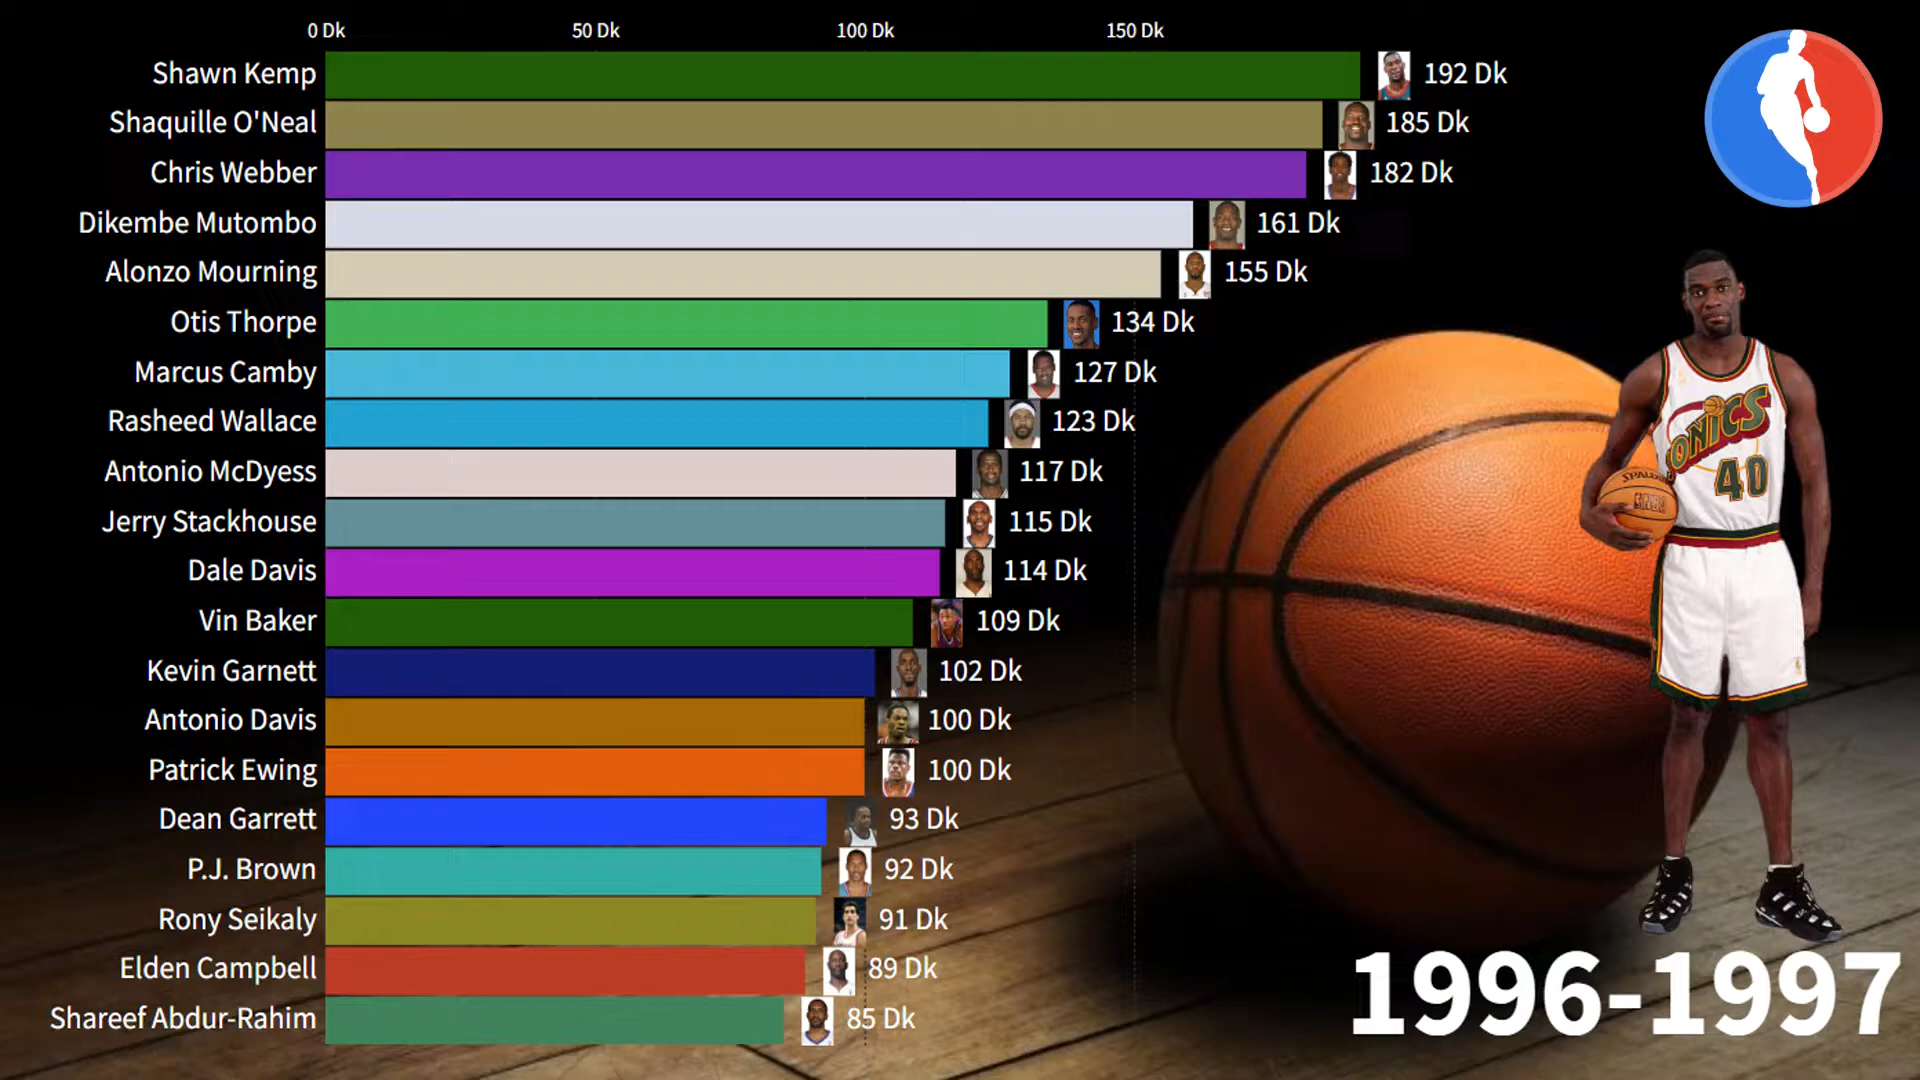 0 Dk 50 Dk 100 Dk 150 Dk
Shawn Kemp 192 Dk
Shaquille O'Neal 185 Dk
Chris Webber 182 Dk
Dikembe Mutombo 161 Dk
Alonzo Mourning 155 Dk
Otis Thorpe 134 Dk
Marcus Camby 127 Dk
Rasheed Wallace 123 Dk
Antonio McDyess 117 Dk
Jerry Stackhouse 115 Dk
Dale Davis 114 Dk
Vin Baker 109 Dk
Kevin Garnett 102 Dk
Antonio Davis 100 Dk
Patrick Ewing 100 Dk
Dean Garrett 93 Dk
P.J. Brown 92 Dk
Rony Seikaly 91 Dk
Elden Campbell 89 Dk
Shareef Abdur-Rahim 85 Dk
ONICS
40
NBA
1996-1997